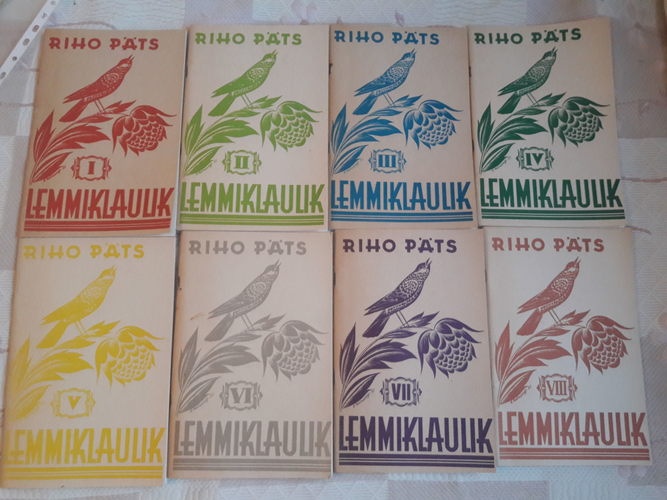 RIHO PÄTS
I
LEMMIKLAULIK
RIHO PÄTS
II
LEMMIKLAULIK
RIHO PÄTS
III
LEMMIKLAULIK
RIHO PÄTS
IV
LEMMIKLAULIK
RIHO PÄTS
V
LEMMIKLAULIK
RIHO PÄTS
VI
LEMMIKLAULIK
RIHO PÄTS
VII
LEMMIKLAULIK
RIHO PÄTS
VIII
LEMMIKLAULIK